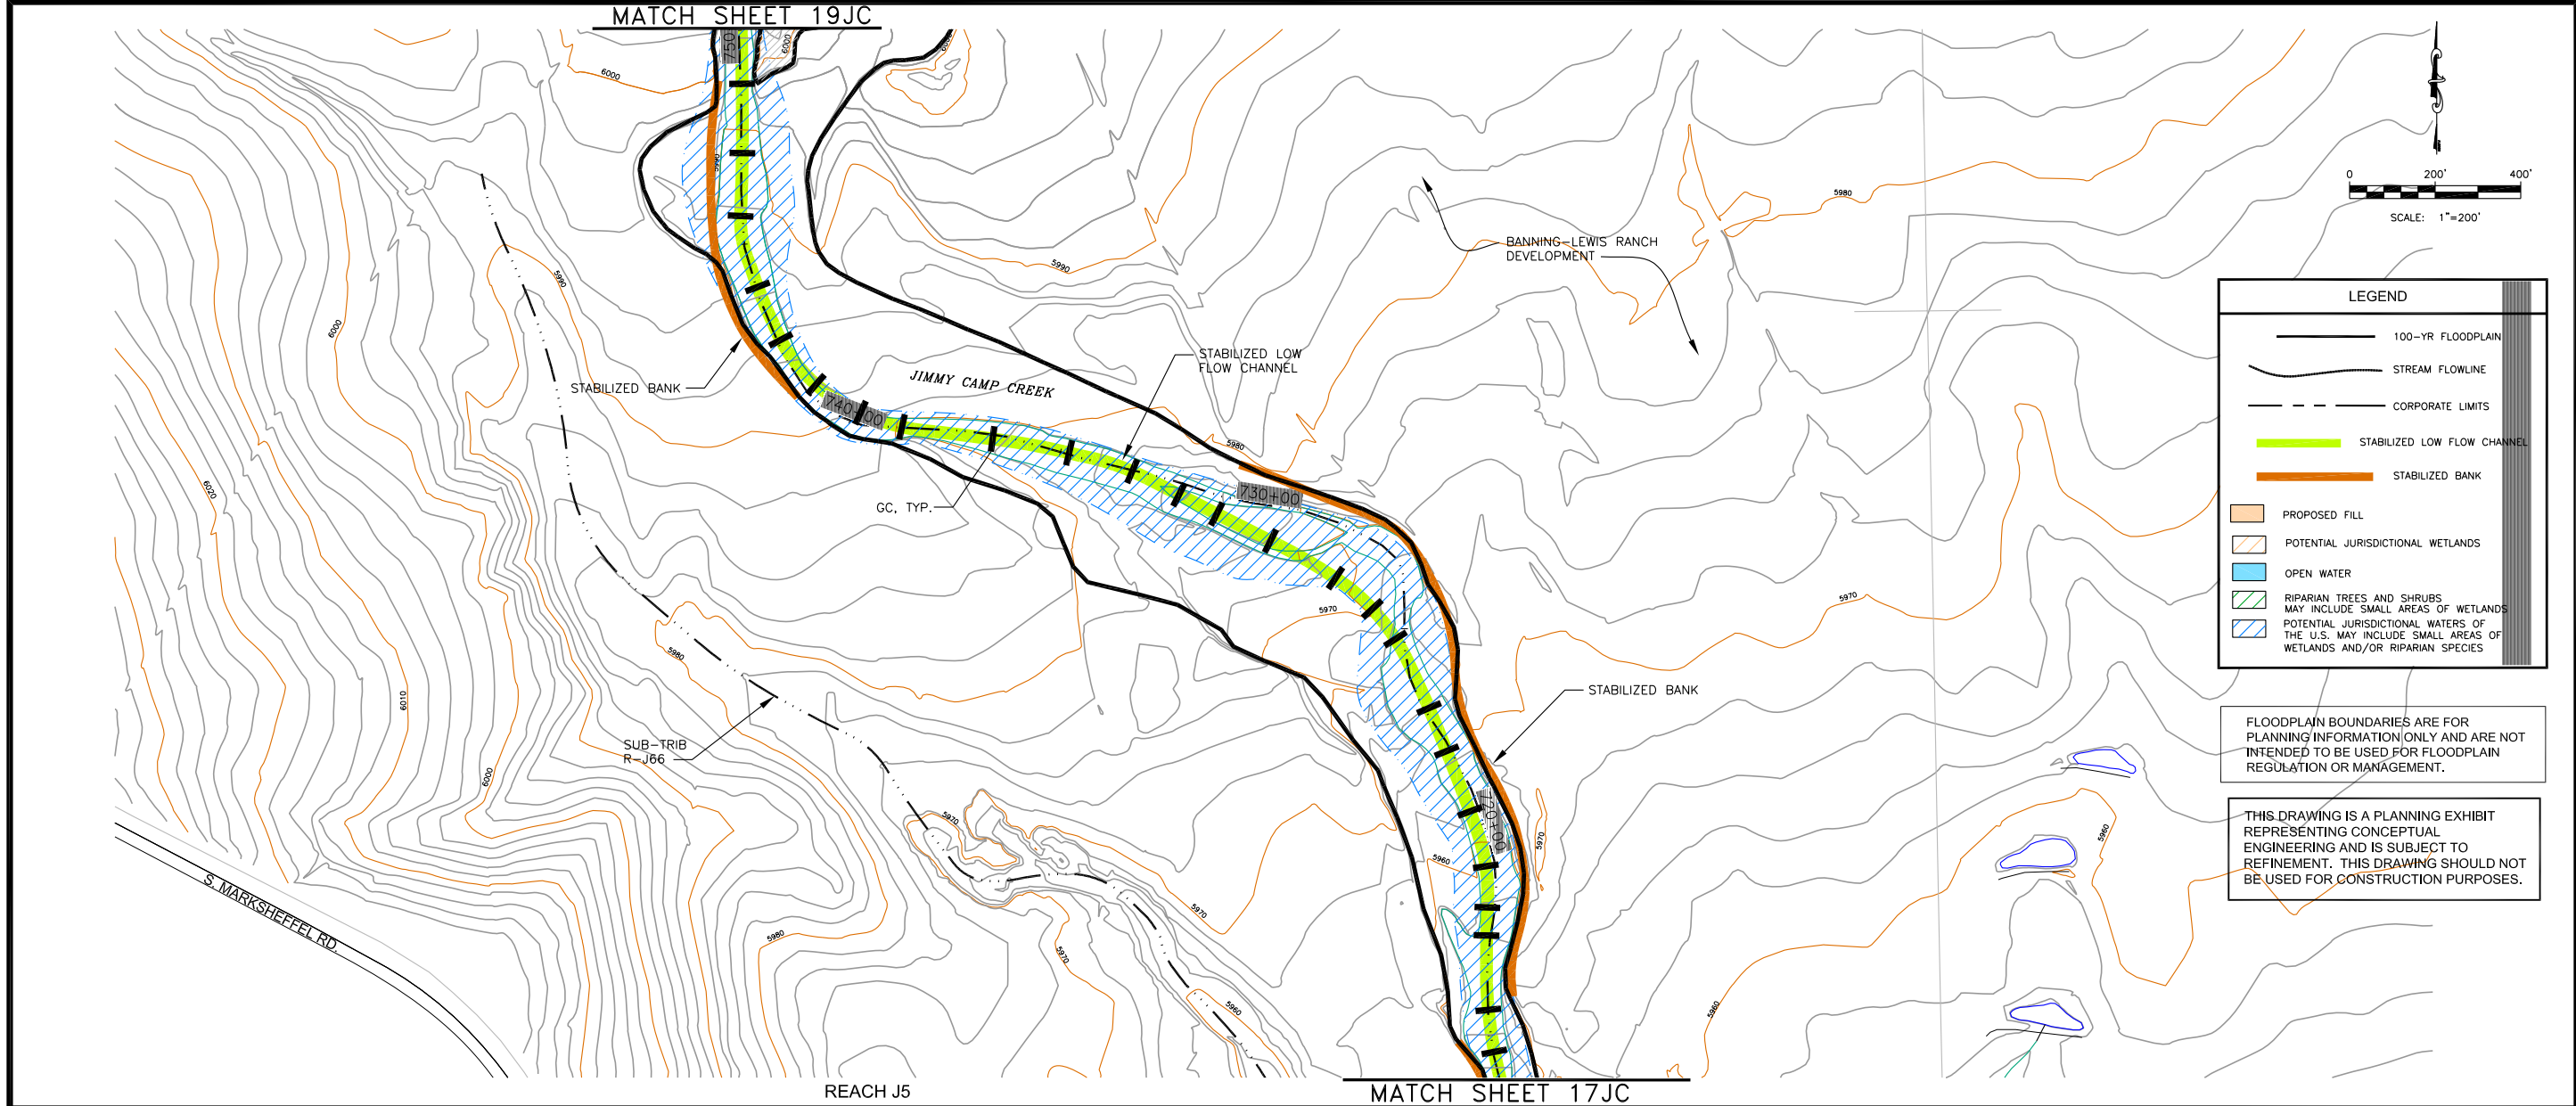 MATCH SHEET 19JC
750
6000
6000
5990
5980
0 200' 400'
SCALE: 1"=200'
BANNING-LEWIS RANCH
DEVELOPMENT
5990
5990
6000
LEGEND
100-YR FLOODPLAIN
STREAM FLOWLINE
CORPORATE LIMITS
STABILIZED LOW FLOW CHANNEL
STABILIZED BANK
PROPOSED FILL
POTENTIAL JURISDICTIONAL WETLANDS
OPEN WATER
RIPARIAN TREES AND SHRUBS
MAY INCLUDE SMALL AREAS OF WETLANDS
POTENTIAL JURISDICTIONAL WATERS OF
THE U.S. MAY INCLUDE SMALL AREAS OF
WETLANDS AND/OR RIPARIAN SPECIES
STABILIZED LOW
FLOW CHANNEL
JIMMY CAMP CREEK
STABILIZED BANK
740+00
5980
730+00
6020
GC, TYP.
5970
5970
5980
6010
STABILIZED BANK
SUB-TRIB
R-J66
6000
FLOODPLAIN BOUNDARIES ARE FOR
PLANNING INFORMATION ONLY AND ARE NOT
INTENDED TO BE USED FOR FLOODPLAIN
REGULATION OR MANAGEMENT.
720+00
5970
5970
5960
5960
THIS DRAWING IS A PLANNING EXHIBIT
REPRESENTING CONCEPTUAL
ENGINEERING AND IS SUBJECT TO
REFINEMENT. THIS DRAWING SHOULD NOT
BE USED FOR CONSTRUCTION PURPOSES.
S. MARKSHEFFEL RD.
5970
5980
5970
5960
5960
REACH J5
MATCH SHEET 17JC